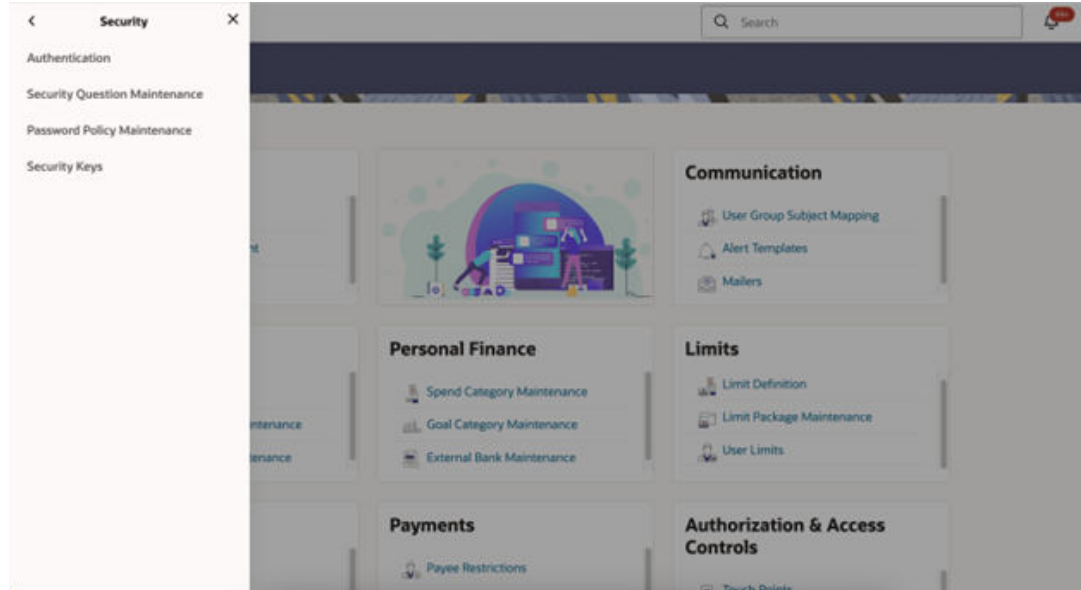 Security
Authentication
Security Question Maintenance
Password Policy Maintenance
Security Keys
Search
Communication
User Group Subject Mapping
Alert Templates
Mailers
Personal Finance
Spend Category Maintenance
Goal Category Maintenance
External Bank Maintenance
Limits
Limit Definition
Limit Package Maintenance
User Limits
Payments
Payee Restrictions
Authorization & Access
Controls
Touch Points